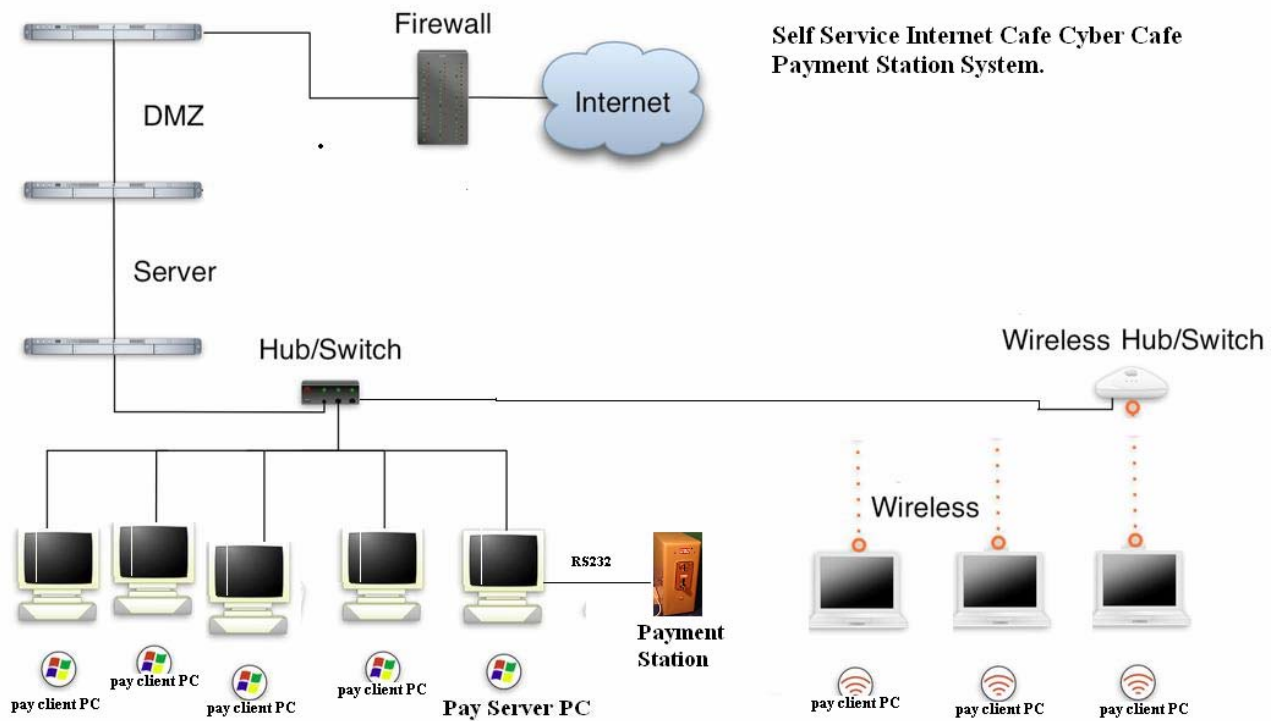 Firewall
Self Service Internet Cafe Cyber Cafe
Payment Station System.
Internet
DMZ
Server
Hub/Switch
Wireless Hub/Switch
Wireless
RS232
Payment
Station
pay client PC
pay client PC
pay client PC
pay client PC
Pay Server PC
pay client PC
pay client PC
pay client PC